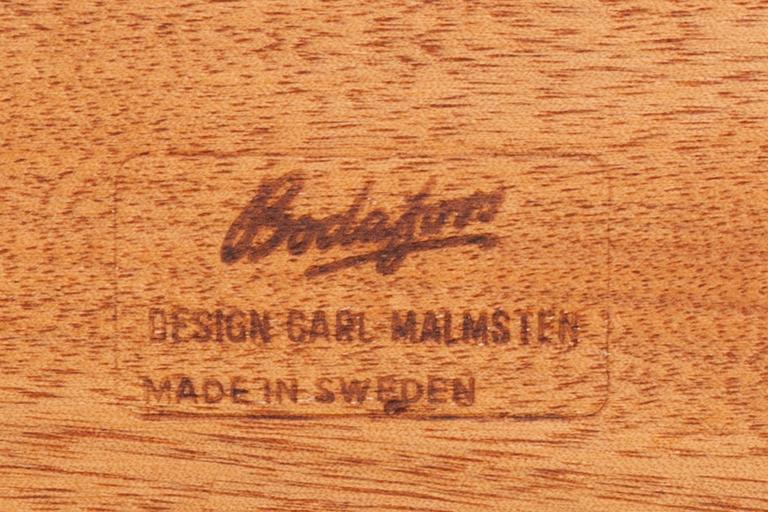 Bodafors
DESIGN CARL MALMSTEN
MADE IN SWEDEN